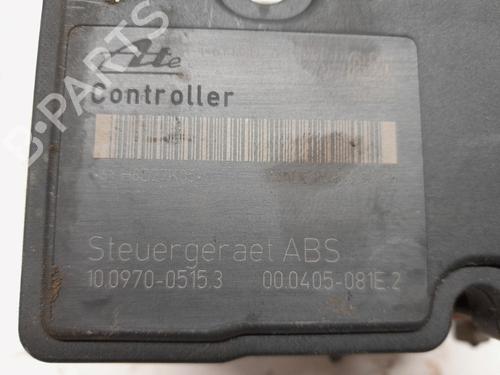 Ate
Controller
Steuergeraet ABS
10.0970-0515.3 00.0405-081E.2
B-PARTS